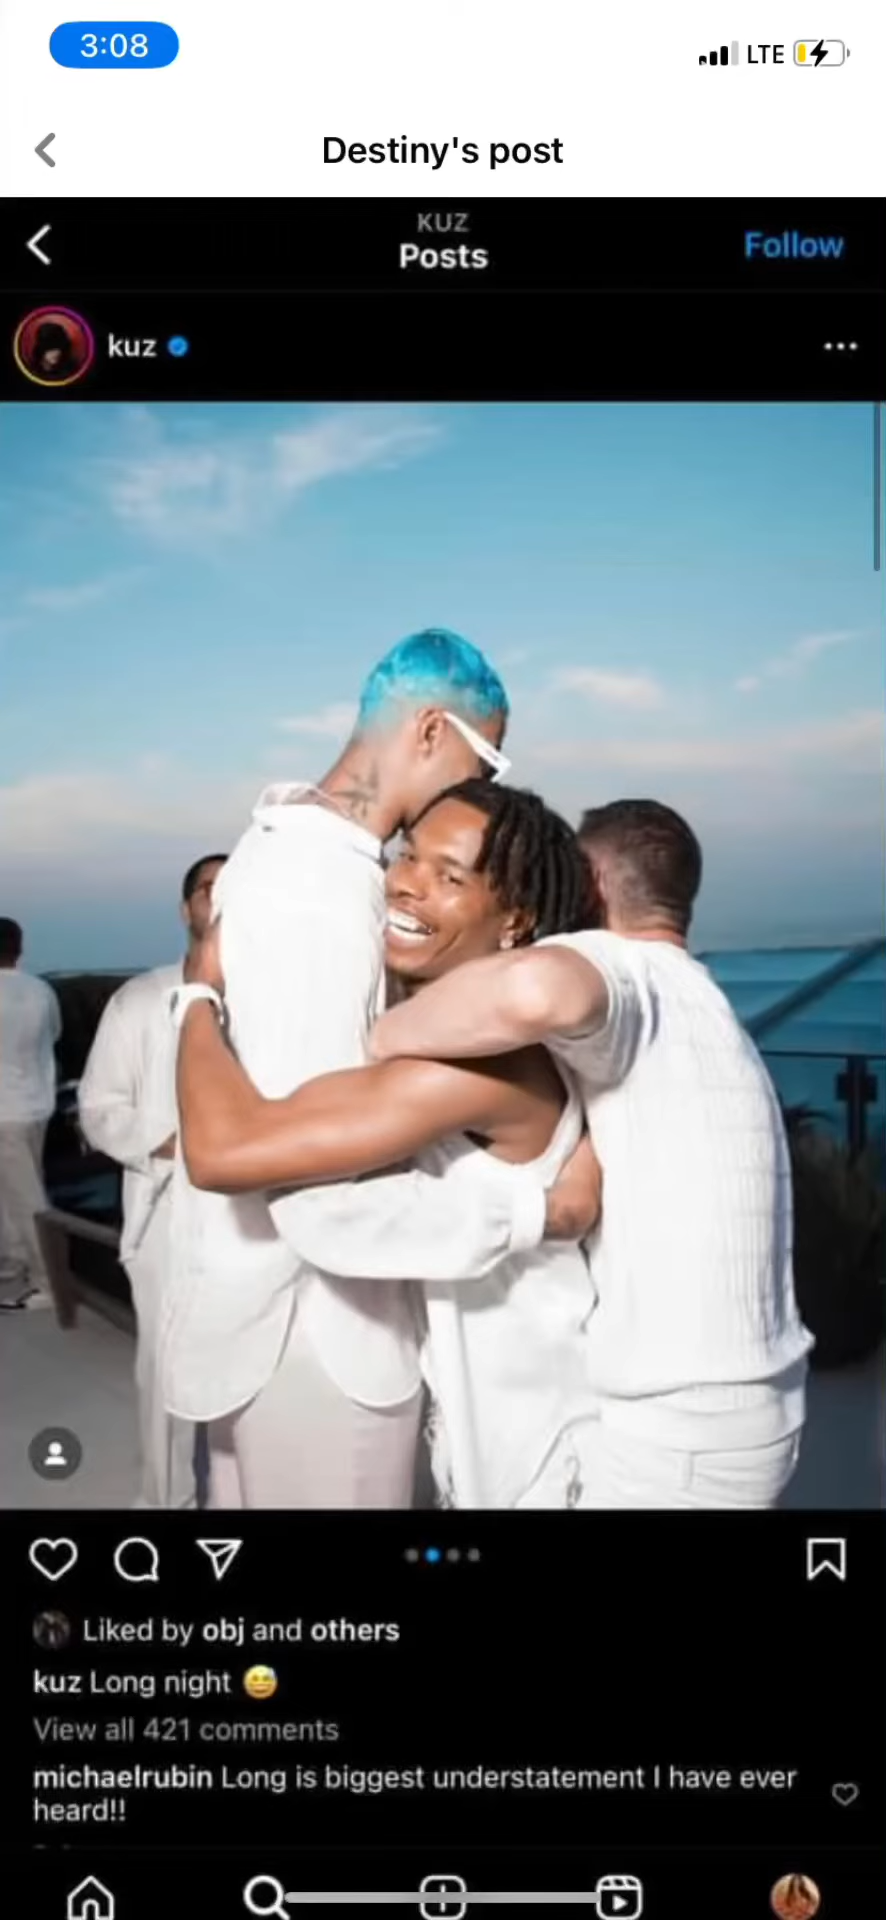 3:08
LTE
Destiny's post
KUZ
Posts
Follow
kuz
Liked by obj and others
kuz Long night 😅
View all 421 comments
michaelrubin Long is biggest understatement I have ever
heard!!